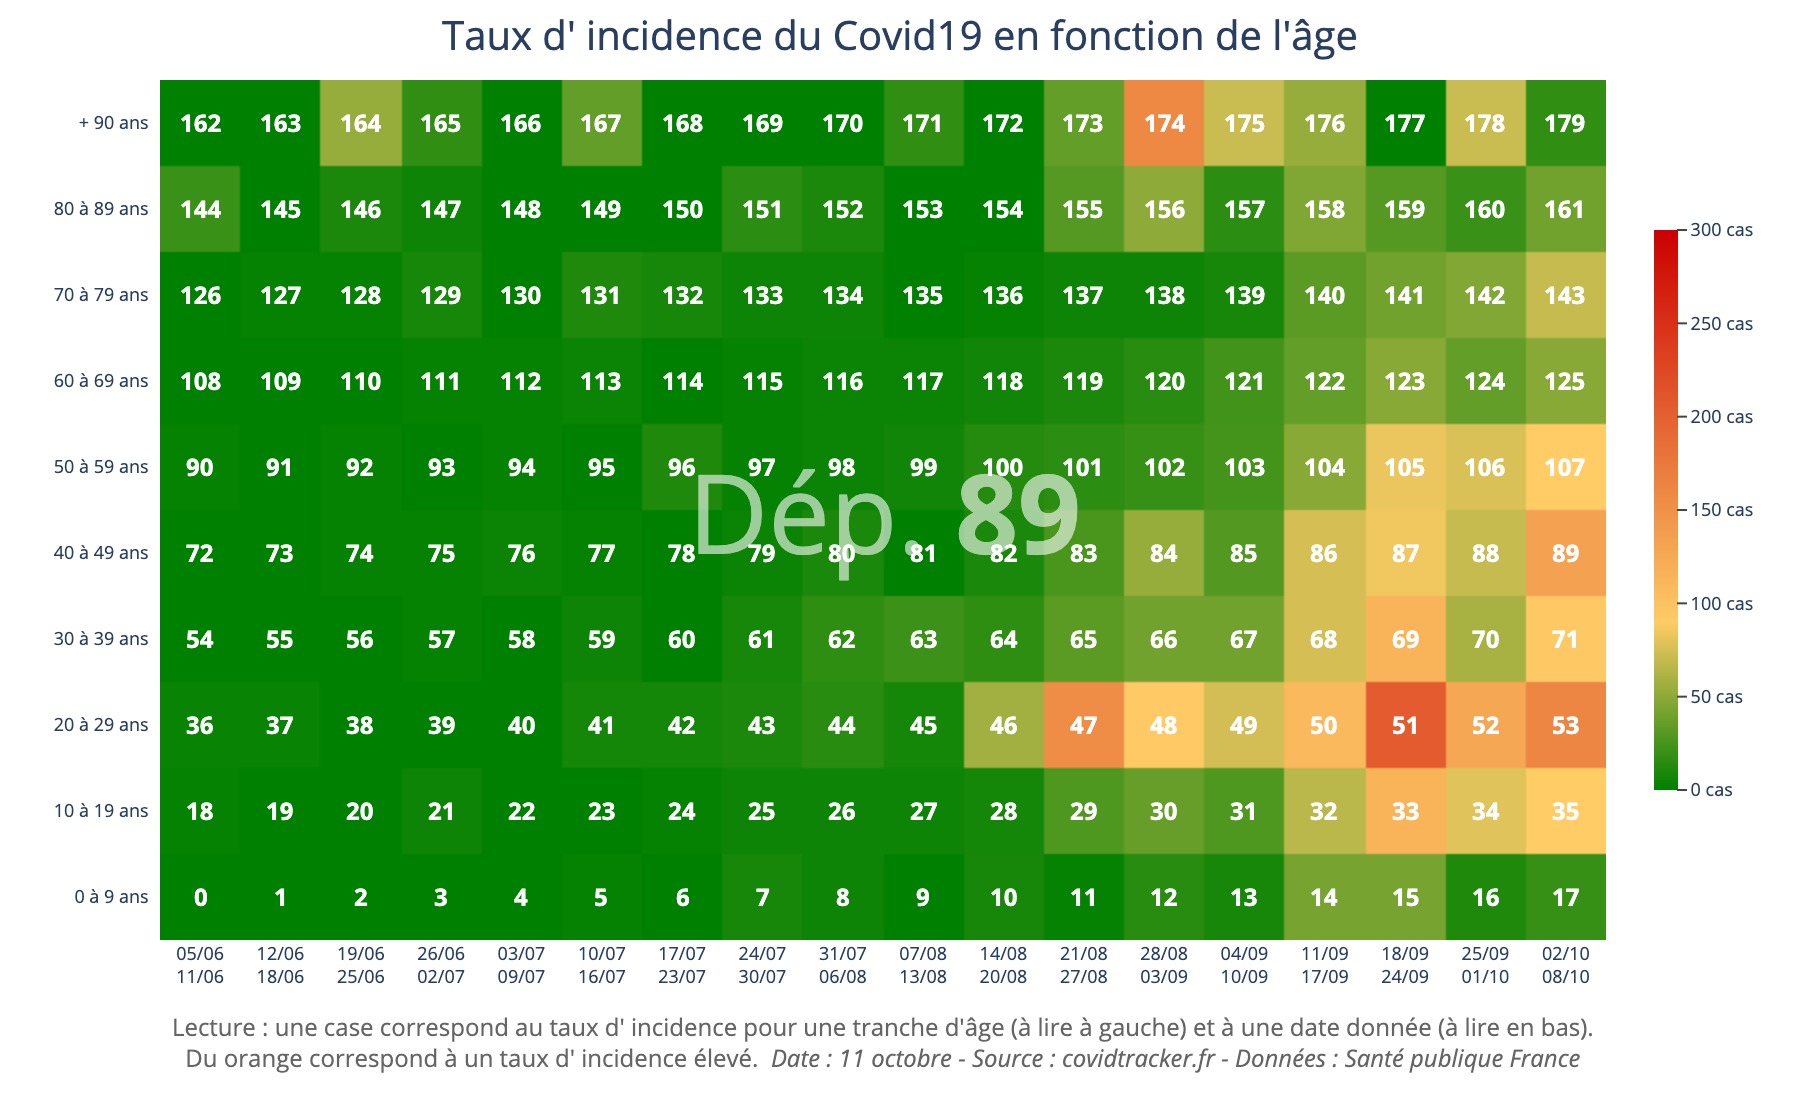 Taux d' incidence du Covid19 en fonction de l'âge
+ 90 ans 162 163 164 165 166 167 168 169 170 171 172 173 174 175 176 177 178 179
80 à 89 ans 144 145 146 147 148 149 150 151 152 153 154 155 156 157 158 159 160 161
300 cas
70 à 79 ans 126 127 128 129 130 131 132 133 134 135 136 137 138 139 140 141 142 143
250 cas
60 à 69 ans 108 109 110 111 112 113 114 115 116 117 118 119 120 121 122 123 124 125
200 cas
50 à 59 ans 90 91 92 93 94 95 96 97 98 99 100 101 102 103 104 105 106 107
150 cas
Dép. 89
40 à 49 ans 72 73 74 75 76 77 78 79 80 81 82 83 84 85 86 87 88 89
100 cas
30 à 39 ans 54 55 56 57 58 59 60 61 62 63 64 65 66 67 68 69 70 71
50 cas
20 à 29 ans 36 37 38 39 40 41 42 43 44 45 46 47 48 49 50 51 52 53
0 cas
10 à 19 ans 18 19 20 21 22 23 24 25 26 27 28 29 30 31 32 33 34 35
0 à 9 ans 0 1 2 3 4 5 6 7 8 9 10 11 12 13 14 15 16 17
05/06 12/06 19/06 26/06 03/07 10/07 17/07 24/07 31/07 07/08 14/08 21/08 28/08 04/09 11/09 18/09 25/09 02/10
11/06 18/06 25/06 02/07 09/07 16/07 23/07 30/07 06/08 13/08 20/08 27/08 03/09 10/09 17/09 24/09 01/10 08/10
Lecture : une case correspond au taux d' incidence pour une tranche d'âge (à lire à gauche) et à une date donnée (à lire en bas).
Du orange correspond à un taux d' incidence élevé. Date : 11 octobre - Source : covidtracker.fr - Données : Santé publique France